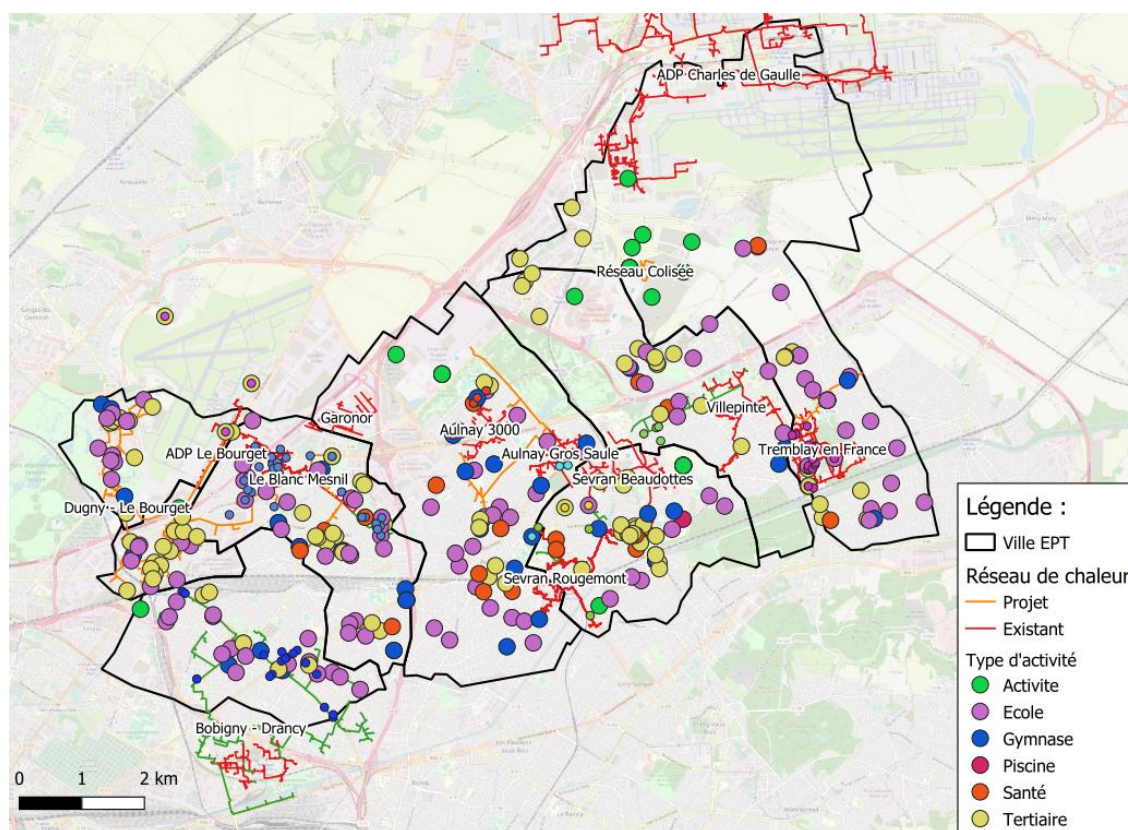 ADP Charles de Gaulle
Réseau Colisée
Garonor
Villepinte
Aulnay 3000
ADP Le Bourget
Aulnay Gros Saule
Tremblay en France
Le Blanc Mesnil
Sevran Beaudottes
Dugny - Le Bourget
Sevran Rougemont
Bobigny - Drancy
0 1 2 km
Légende :
Ville EPT
Réseau de chaleur
Projet
Existant
Type d'activité
Activite
Ecole
Gymnase
Piscine
Santé
Tertiaire